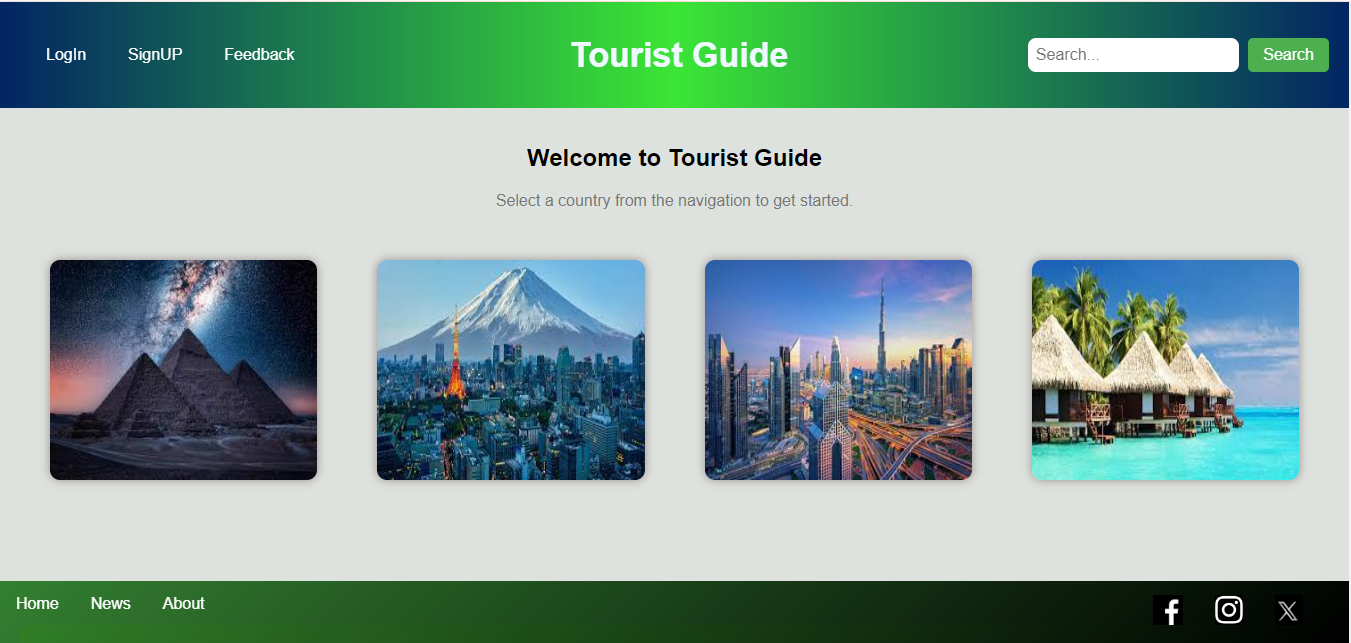 LogIn SignUP Feedback Tourist Guide Search... Search
Welcome to Tourist Guide
Select a country from the navigation to get started.
Home News About